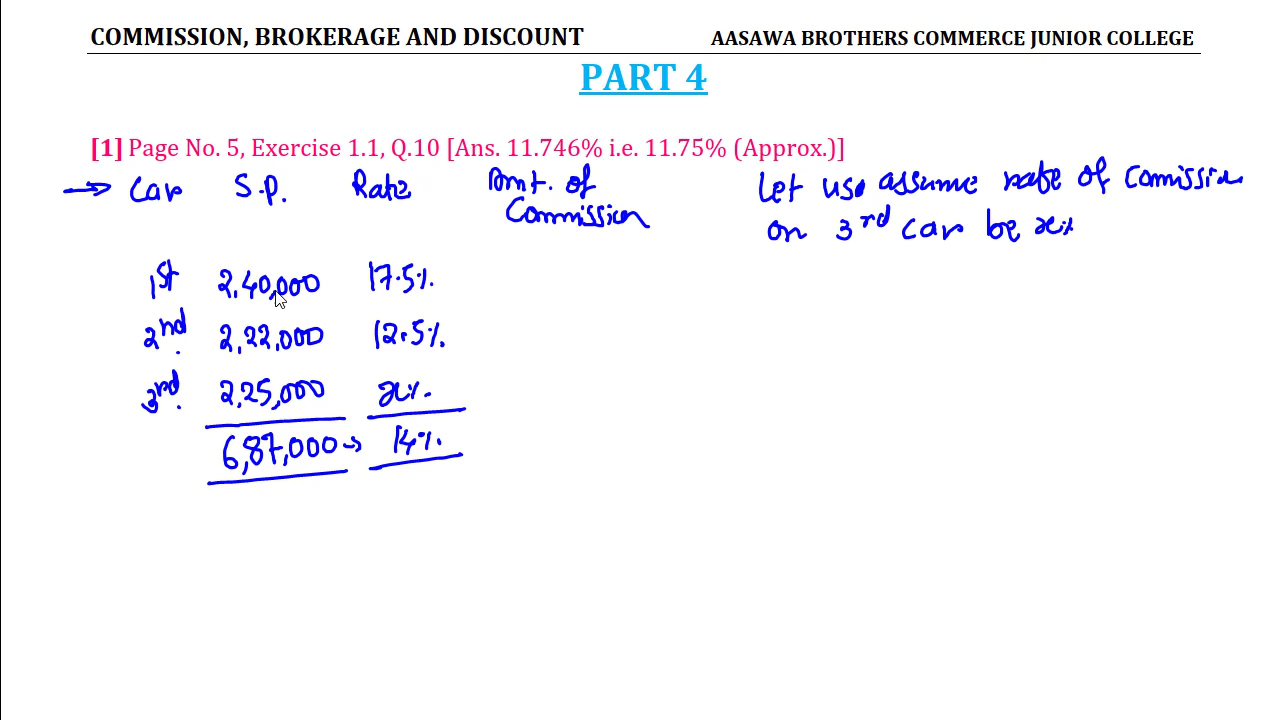 COMMISSION, BROKERAGE AND DISCOUNT AASAWA BROTHERS COMMERCE JUNIOR COLLEGE
PART 4
[1] Page No. 5, Exercise 1.1, Q.10 [Ans. 11.746% i.e. 11.75% (Approx.)]
→ Car S.P. Rate Amt. of Commission
Let use assume rate of Comission
on 3rd car be x%
1st 2,40,000 17.5%
2nd 2,22,000 12.5%
3rd 2,25,000 x%
6,87,000 → 14%